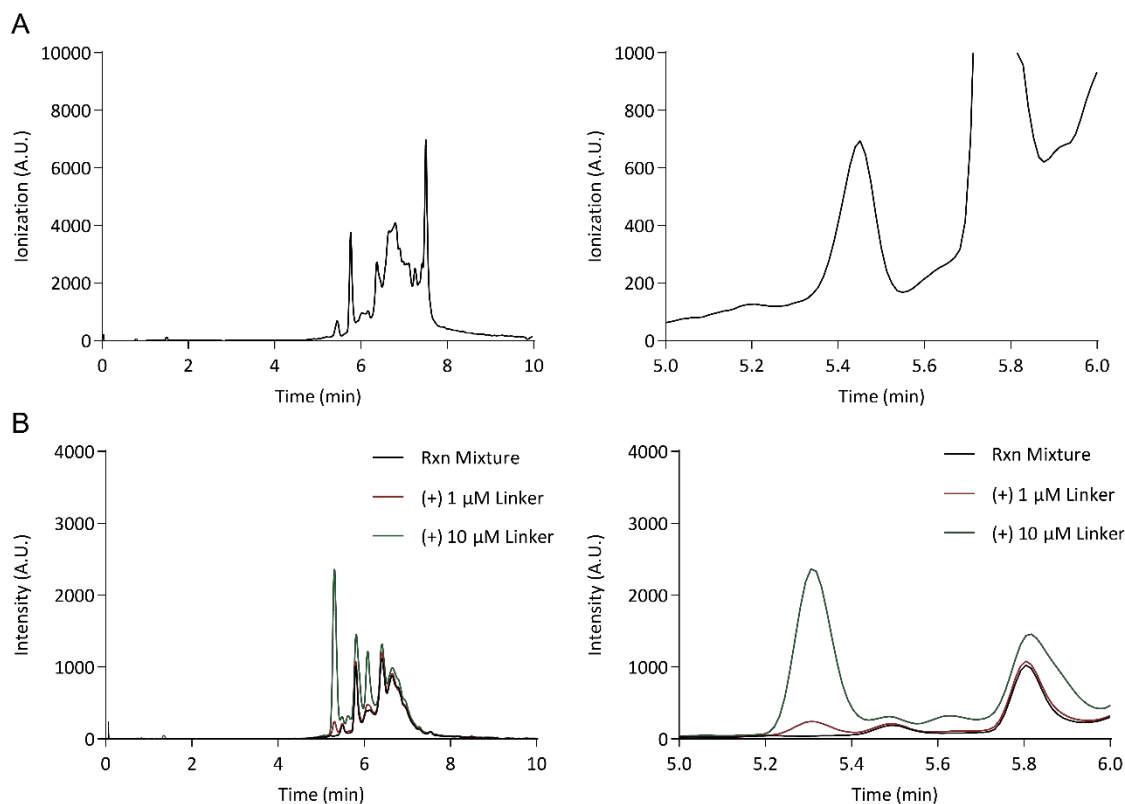 A
10000
8000
6000
4000
2000
0
Ionization (A.U.)
0 2 4 6 8 10
Time (min)
1000
800
600
400
200
0
Ionization (A.U.)
5.0 5.2 5.4 5.6 5.8 6.0
Time (min)
B
4000
3000
2000
1000
0
Intensity (A.U.)
Rxn Mixture
(+) 1 µM Linker
(+) 10 µM Linker
0 2 4 6 8 10
Time (min)
4000
3000
2000
1000
0
Intensity (A.U.)
Rxn Mixture
(+) 1 µM Linker
(+) 10 µM Linker
5.0 5.2 5.4 5.6 5.8 6.0
Time (min)